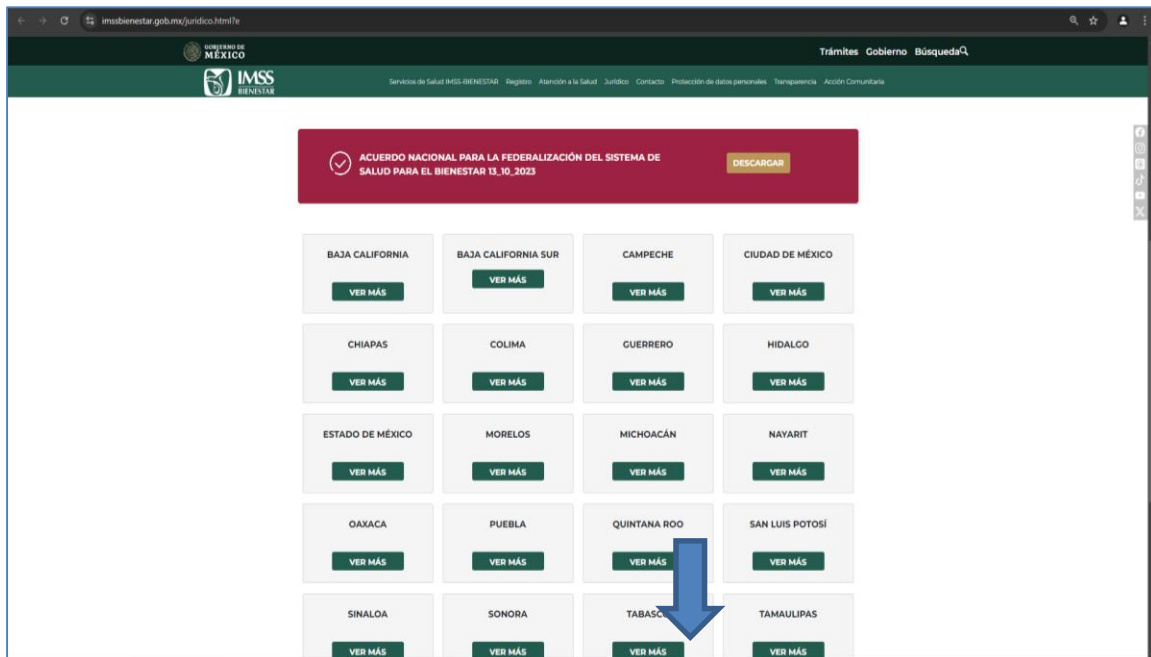 imssbienestar.gob.mx/juridico.html?e
GOBIERNO DE
MÉXICO
Trámites Gobierno Búsqueda
IMSS
BIENESTAR
Servicios de Salud IMSS-BIENESTAR Registro Atención a la Salud Jurídico Contacto Protección de datos personales Transparencia Acción Comunitaria
ACUERDO NACIONAL PARA LA FEDERALIZACIÓN DEL SISTEMA DE
SALUD PARA EL BIENESTAR 13_10_2023
DESCARGAR
BAJA CALIFORNIA BAJA CALIFORNIA SUR CAMPECHE CIUDAD DE MÉXICO
VER MÁS VER MÁS VER MÁS VER MÁS
CHIAPAS COLIMA GUERRERO HIDALGO
VER MÁS VER MÁS VER MÁS VER MÁS
ESTADO DE MÉXICO MORELOS MICHOACÁN NAYARIT
VER MÁS VER MÁS VER MÁS VER MÁS
OAXACA PUEBLA QUINTANA ROO SAN LUIS POTOSÍ
VER MÁS VER MÁS VER MÁS VER MÁS
SINALOA SONORA TABASCO TAMAULIPAS
VER MÁS VER MÁS VER MÁS VER MÁS